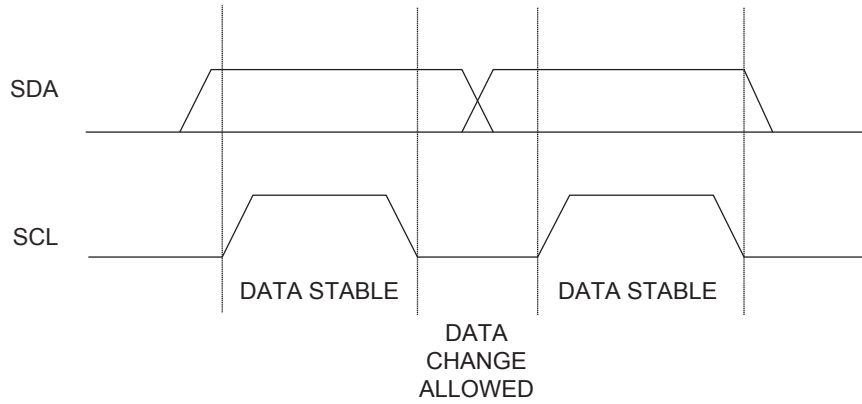 SDA
SCL
DATA STABLE
DATA STABLE
DATA
CHANGE
ALLOWED